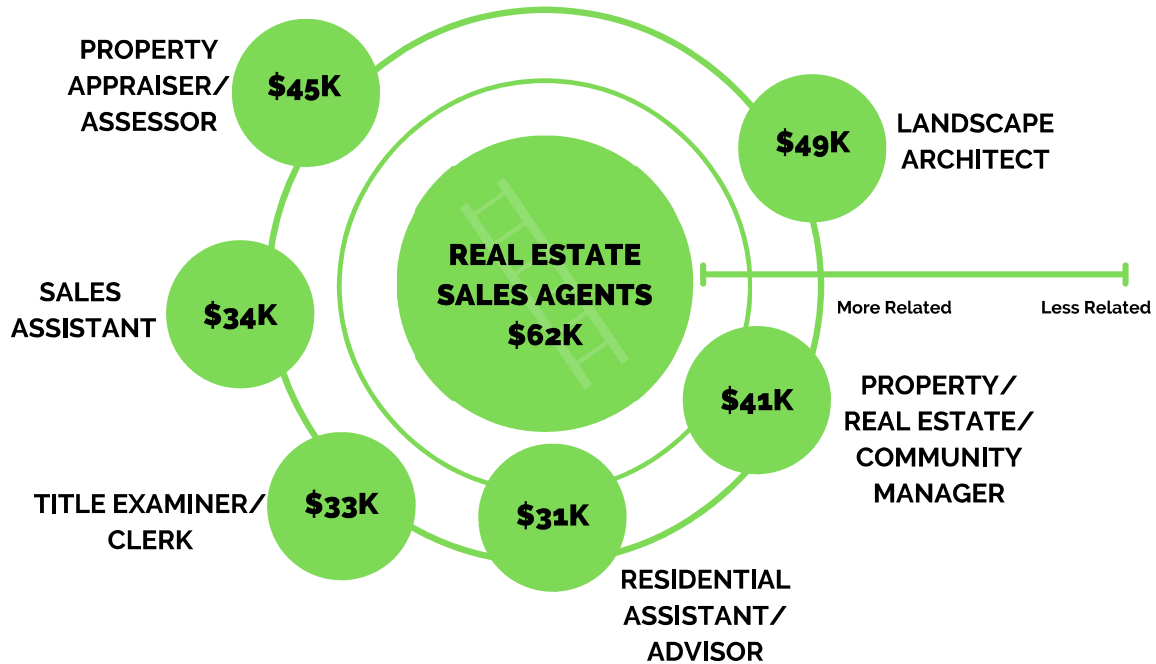 PROPERTY
APPRAISER/
ASSESSOR
$45K
$49K
LANDSCAPE
ARCHITECT
REAL ESTATE
SALES AGENTS
$62K
More Related
Less Related
SALES
ASSISTANT
$34K
$41K
PROPERTY/
REAL ESTATE/
COMMUNITY
MANAGER
TITLE EXAMINER/
CLERK
$33K
$31K
RESIDENTIAL
ASSISTANT/
ADVISOR